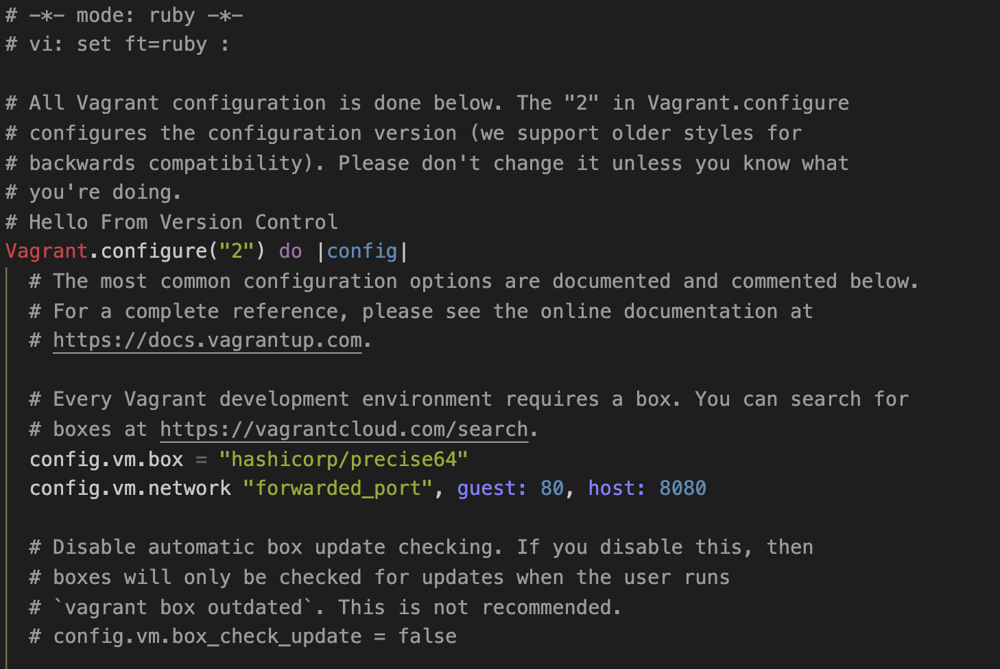 # -*- mode: ruby -*-
# vi: set ft=ruby :
# All Vagrant configuration is done below. The "2" in Vagrant.configure
# configures the configuration version (we support older styles for
# backwards compatibility). Please don't change it unless you know what
# you're doing.
# Hello From Version Control
Vagrant.configure("2") do |config|
# The most common configuration options are documented and commented below.
# For a complete reference, please see the online documentation at
# https://docs.vagrantup.com.
# Every Vagrant development environment requires a box. You can search for
# boxes at https://vagrantcloud.com/search.
config.vm.box = "hashicorp/precise64"
config.vm.network "forwarded_port", guest: 80, host: 8080
# Disable automatic box update checking. If you disable this, then
# boxes will only be checked for updates when the user runs
# `vagrant box outdated`. This is not recommended.
# config.vm.box_check_update = false